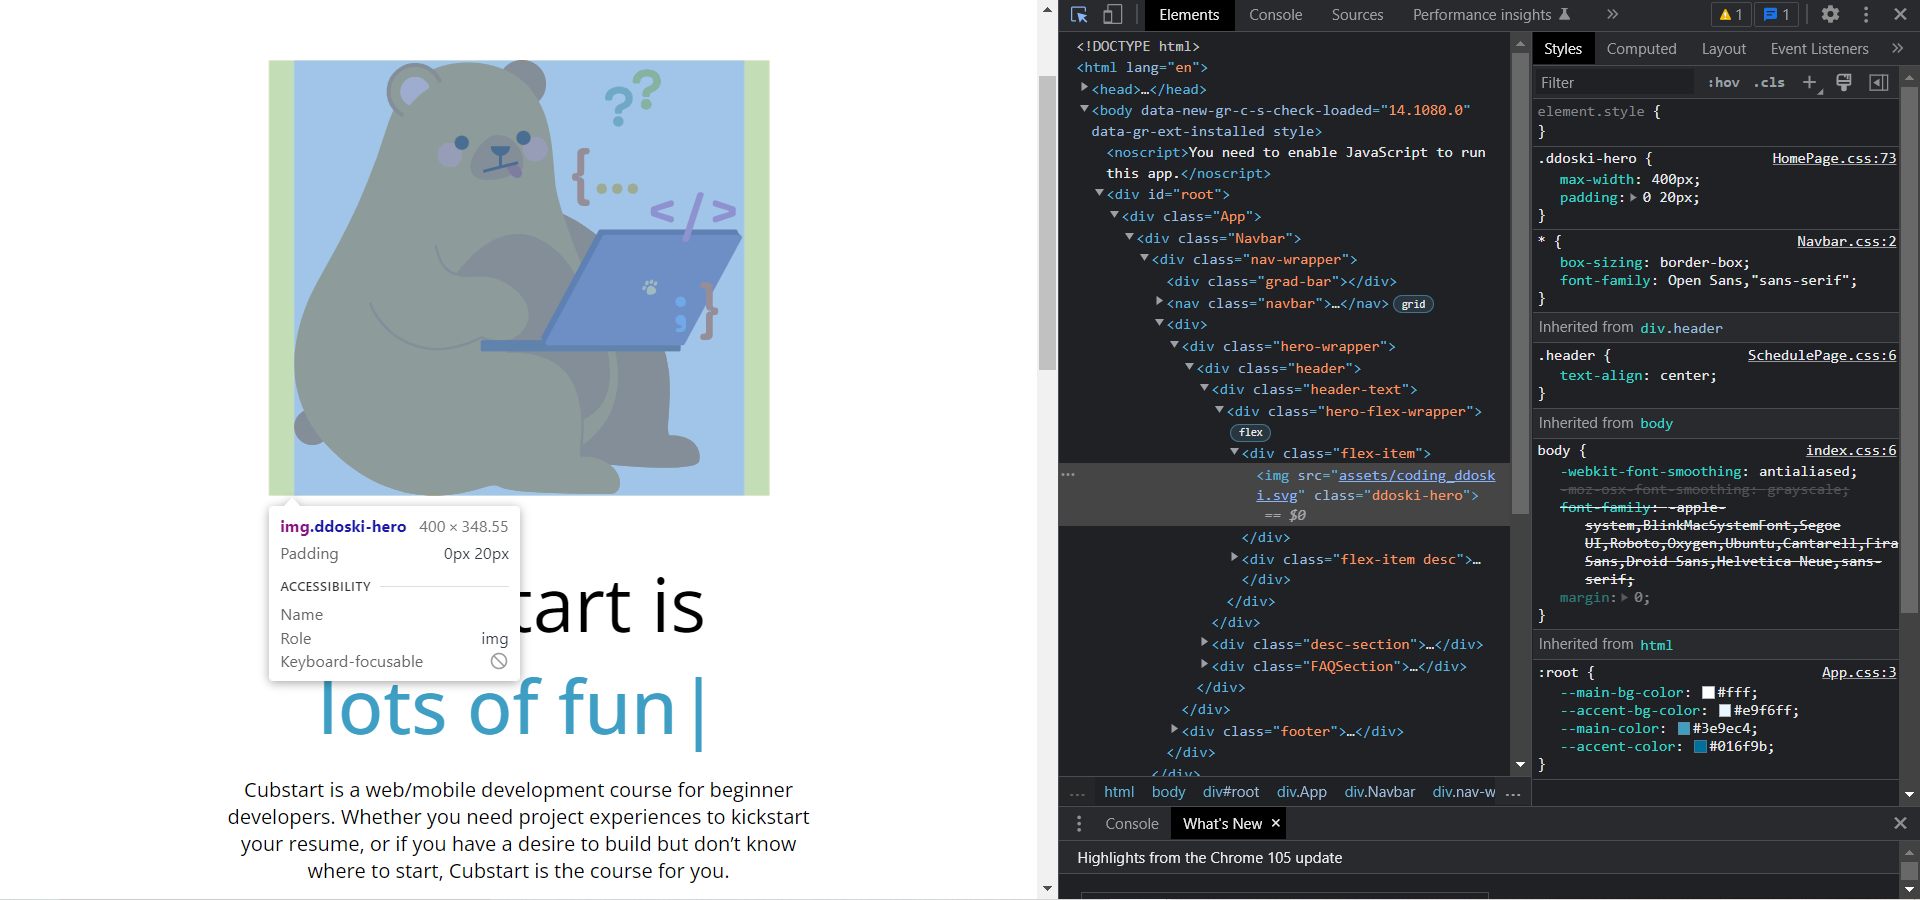 ? ?
{...
</>
; }
img.ddoski-hero 400 × 348.55
Padding 0px 20px
ACCESSIBILITY
Name
Role img
Keyboard-focusable
tart is
lots of fun|
Cubstart is a web/mobile development course for beginner
developers. Whether you need project experiences to kickstart
your resume, or if you have a desire to build but don’t know
where to start, Cubstart is the course for you.
Elements Console Sources Performance insights » 1 1
<!DOCTYPE html>
<html lang="en">
<head>…</head>
<body data-new-gr-c-s-check-loaded="14.1080.0"
data-gr-ext-installed style>
<noscript>You need to enable JavaScript to run
this app.</noscript>
<div id="root">
<div class="App">
<div class="Navbar">
<div class="nav-wrapper">
<div class="grad-bar"></div>
<nav class="navbar">…</nav> grid
<div>
<div class="hero-wrapper">
<div class="header">
<div class="header-text">
<div class="hero-flex-wrapper">
flex
<div class="flex-item">
<img src="assets/coding_ddosk
i.svg" class="ddoski-hero">
== $0
</div>
<div class="flex-item desc">…
</div>
</div>
</div>
<div class="desc-section">…</div>
<div class="FAQSection">…</div>
</div>
</div>
<div class="footer">…</div>
</div>
</div>
... html body div#root div.App div.Navbar div.nav-w ...
Styles Computed Layout Event Listeners »
Filter :hov .cls +
element.style {
}
.ddoski-hero { HomePage.css:73
max-width: 400px;
padding: 0 20px;
}
* { Navbar.css:2
box-sizing: border-box;
font-family: Open Sans,"sans-serif";
}
Inherited from div.header
.header { SchedulePage.css:6
text-align: center;
}
Inherited from body
body { index.css:6
-webkit-font-smoothing: antialiased;
-moz-osx-font-smoothing: grayscale;
font-family: -apple-
system,BlinkMacSystemFont,Segoe
UI,Roboto,Oxygen,Ubuntu,Cantarell,Fira
Sans,Droid Sans,Helvetica Neue,sans-
serif;
margin: 0;
}
Inherited from html
:root { App.css:3
--main-bg-color: #fff;
--accent-bg-color: #e9f6ff;
--main-color: #3e9ec4;
--accent-color: #016f9b;
}
Console What's New ×
Highlights from the Chrome 105 update